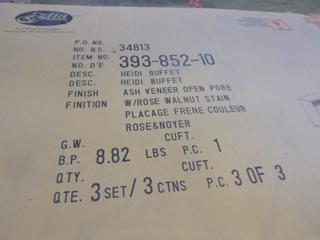 P.O. NO.
NO. B.C. 34813
ITEM NO.
NO. D'E. 393-852-10
DESC. HEIDI BUFFET
DESC. HEIDI BUFFET
FINISH ASH VENEER OPEN PORE
FINITION W/ROSE WALNUT STAIN
PLACAGE FRENE COULEUR
ROSE&NOYER
G.W. CUFT.
B.P. 8.82 LBS P.C. 1
QTY. CUFT.
QTE. 3 SET/ 3 CTNS P.C. 3 OF 3